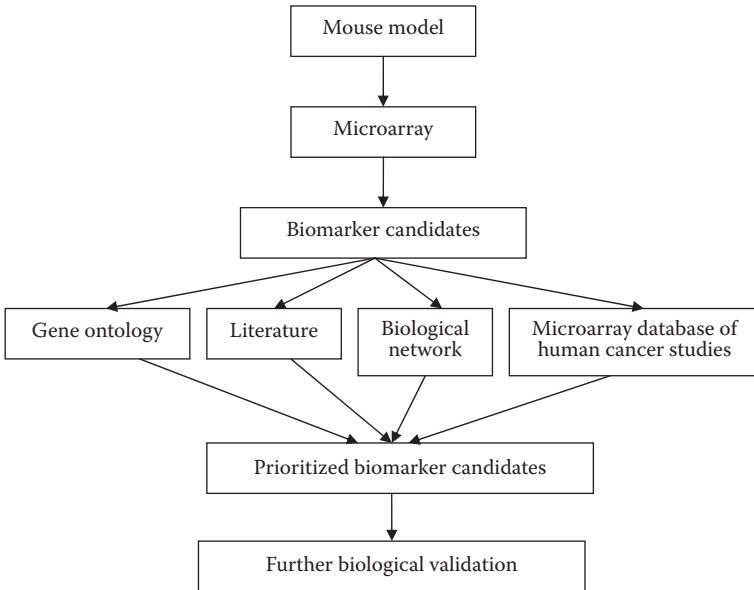 Mouse model
Microarray
Biomarker candidates
Gene ontology
Literature
Biological
network
Microarray database of
human cancer studies
Prioritized biomarker candidates
Further biological validation